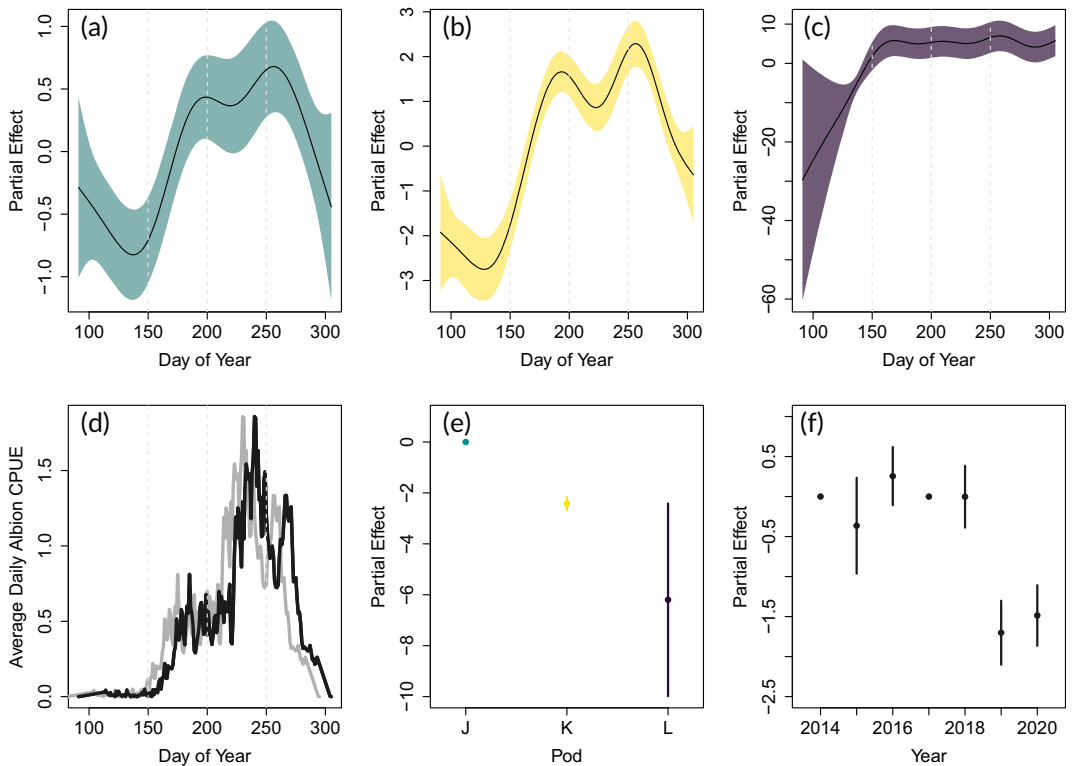 (a)
Partial Effect
1.0
0.5
0.0
−0.5
−1.0
100 150 200 250 300
Day of Year
(b)
Partial Effect
3
2
1
0
−1
−2
−3
100 150 200 250 300
Day of Year
(c)
Partial Effect
10
0
−20
−40
−60
100 150 200 250 300
Day of Year
(d)
Average Daily Albion CPUE
1.5
1.0
0.5
0.0
100 150 200 250 300
Day of Year
(e)
Partial Effect
0
−2
−4
−6
−8
−10
J K L
Pod
(f)
Partial Effect
0.5
−0.5
−1.5
−2.5
2014 2016 2018 2020
Year